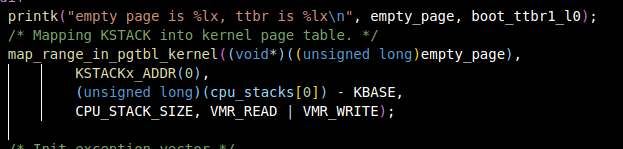 printk("empty page is %lx, ttbr is %lx\n", empty_page, boot_ttbr1_l0);
/* Mapping KSTACK into kernel page table. */
map_range_in_pgtbl_kernel((void*)((unsigned long)empty_page),
KSTACKx_ADDR(0),
(unsigned long)(cpu_stacks[0]) - KBASE,
CPU_STACK_SIZE, VMR_READ | VMR_WRITE);
/* Init exception vector */